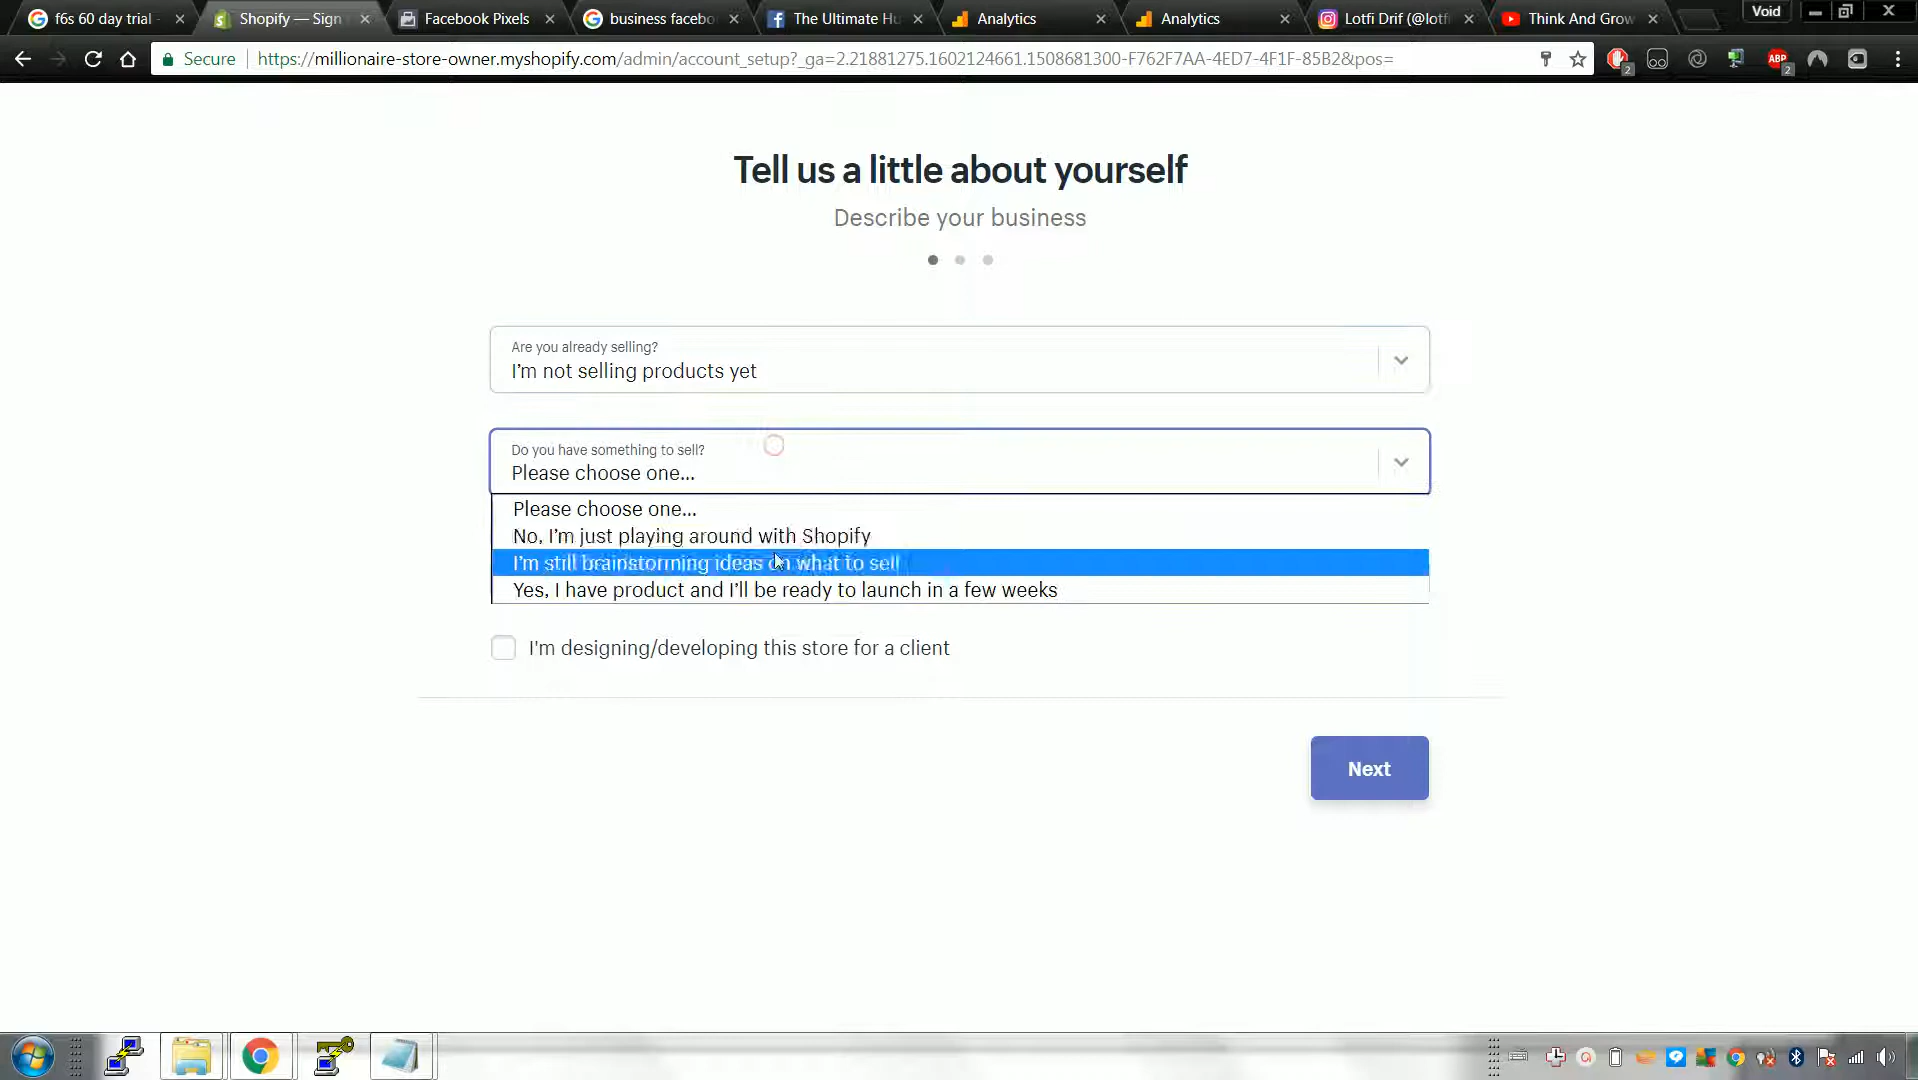 f6s 60 day trial -
Shopify — Sign
Facebook Pixels
business facebo
The Ultimate Hu
Analytics
Analytics
Lotfi Drif (@lotfi
Think And Grow
Void
Secure
https://millionaire-store-owner.myshopify.com/admin/account_setup?_ga=2.21881275.1602124661.1508681300-F762F7AA-4ED7-4F1F-85B2&pos=
2
ABP
2
Tell us a little about yourself
Describe your business
Are you already selling?
I'm not selling products yet
Do you have something to sell?
Please choose one...
Please choose one...
No, I'm just playing around with Shopify
I'm still brainstorming ideas on what to sell
Yes, I have product and I'll be ready to launch in a few weeks
I'm designing/developing this store for a client
Next